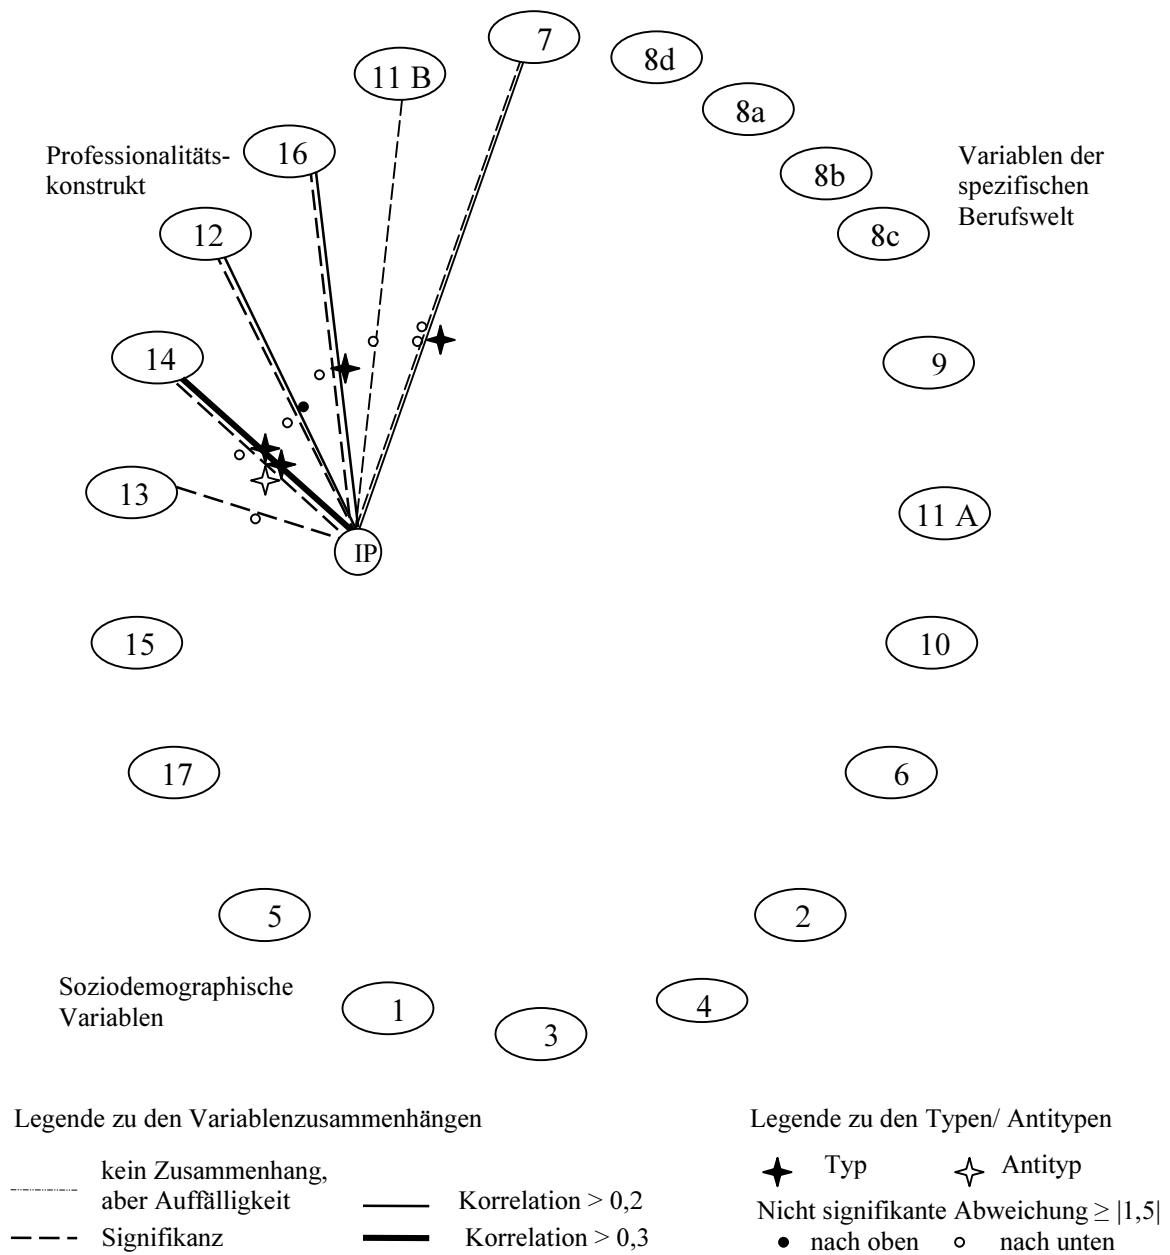 7
8d
11 B
8a
16
Professionalitäts-
konstrukt
8b
Variablen der
spezifischen
Berufswelt
12
8c
14
9
13
11 A
IP
15
10
17
6
5
2
Soziodemographische
Variablen
1
4
3
Legende zu den Variablenzusammenhängen
kein Zusammenhang,
aber Auffälligkeit
Korrelation > 0,2
Signifikanz
Korrelation > 0,3
Legende zu den Typen/ Antitypen
Typ
Antityp
Nicht signifikante Abweichung ≥ |1,5|
nach oben
nach unten